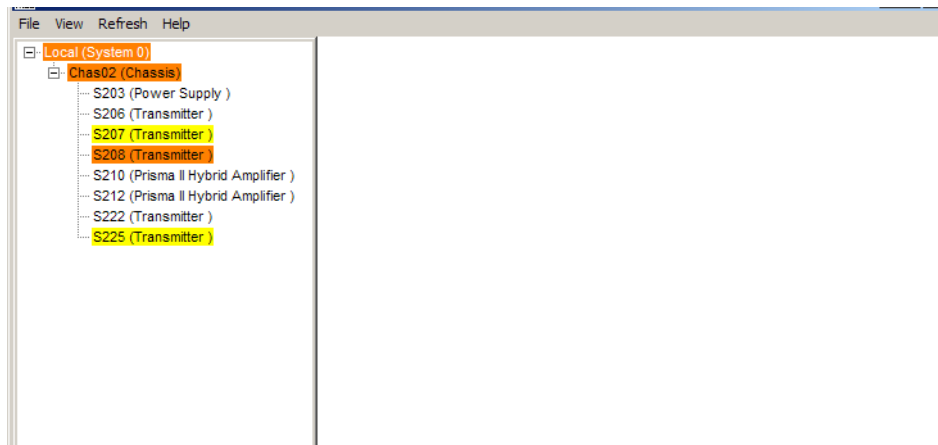 File View Refresh Help
Local (System 0)
Chas02 (Chassis)
S203 (Power Supply )
S206 (Transmitter )
S207 (Transmitter )
S208 (Transmitter )
S210 (Prisma II Hybrid Amplifier )
S212 (Prisma II Hybrid Amplifier )
S222 (Transmitter )
S225 (Transmitter )